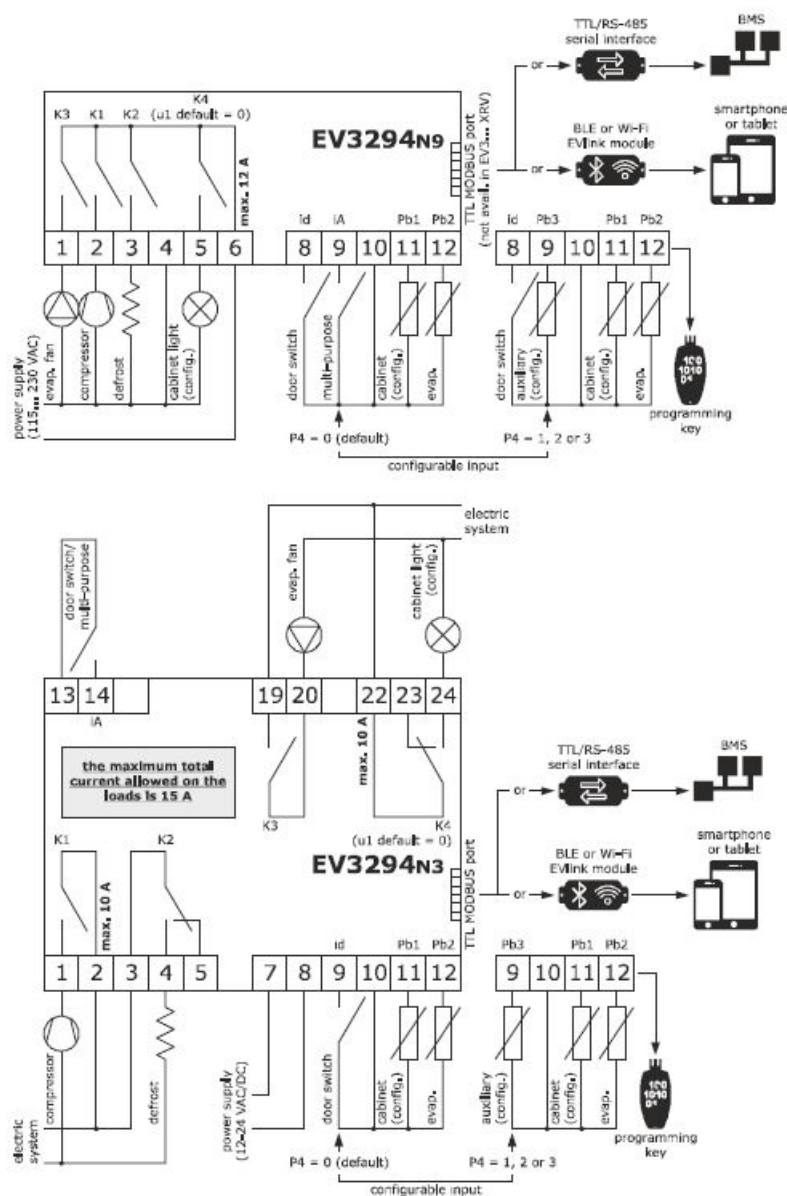 TTL/RS-485
serial interface
BMS
or
K4
(u1 default = 0)
K3
K1
K2
EV3294N9
max. 12 A
TTL MODBUS port
(not avail. in EV3... XRV)
BLE or Wi-Fi
EVlink module
smartphone
or tablet
or
id
iA
Pb1
Pb2
id
Pb3
Pb1
Pb2
1 2 3 4 5 6
8 9 10 11 12
8 9 10 11 12
power supply
(115... 230 VAC)
evap. fan
compressor
defrost
cabinet light
(config.)
door switch
multi-purpose
cabinet
(config.)
evap.
door switch
auxiliary
(config.)
cabinet
(config.)
evap.
100
1010
01
programming
key
P4 = 0 (default)
P4 = 1, 2 or 3
configurable input
electric
system
door switch/
multi-purpose
evap. fan
cabinet light
(config.)
13 14
19 20
22 23 24
iA
the maximum total
current allowed on the
loads is 15 A
max. 10 A
K3
K4
(u1 default = 0)
TTL/RS-485
serial interface
BMS
or
K1
K2
max. 10 A
EV3294N3
TTL MODBUS port
BLE or Wi-Fi
EVlink module
smartphone
or tablet
or
id
Pb1
Pb2
Pb3
Pb1
Pb2
1 2 3 4 5
7 8 9 10 11 12
9 10 11 12
electric
system
compressor
defrost
power supply
(12-24 VAC/DC)
door switch
cabinet
(config.)
evap.
auxiliary
(config.)
cabinet
(config.)
evap.
100
1010
01
programming
key
P4 = 0 (default)
P4 = 1, 2 or 3
configurable input